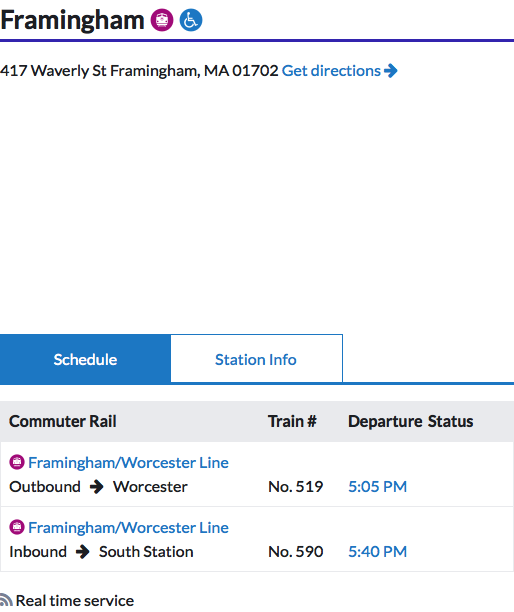 Framingham
417 Waverly St Framingham, MA 01702 Get directions
Schedule Station Info
Commuter Rail Train # Departure Status
Framingham/Worcester Line
Outbound Worcester No. 519 5:05 PM
Framingham/Worcester Line
Inbound South Station No. 590 5:40 PM
Real time service